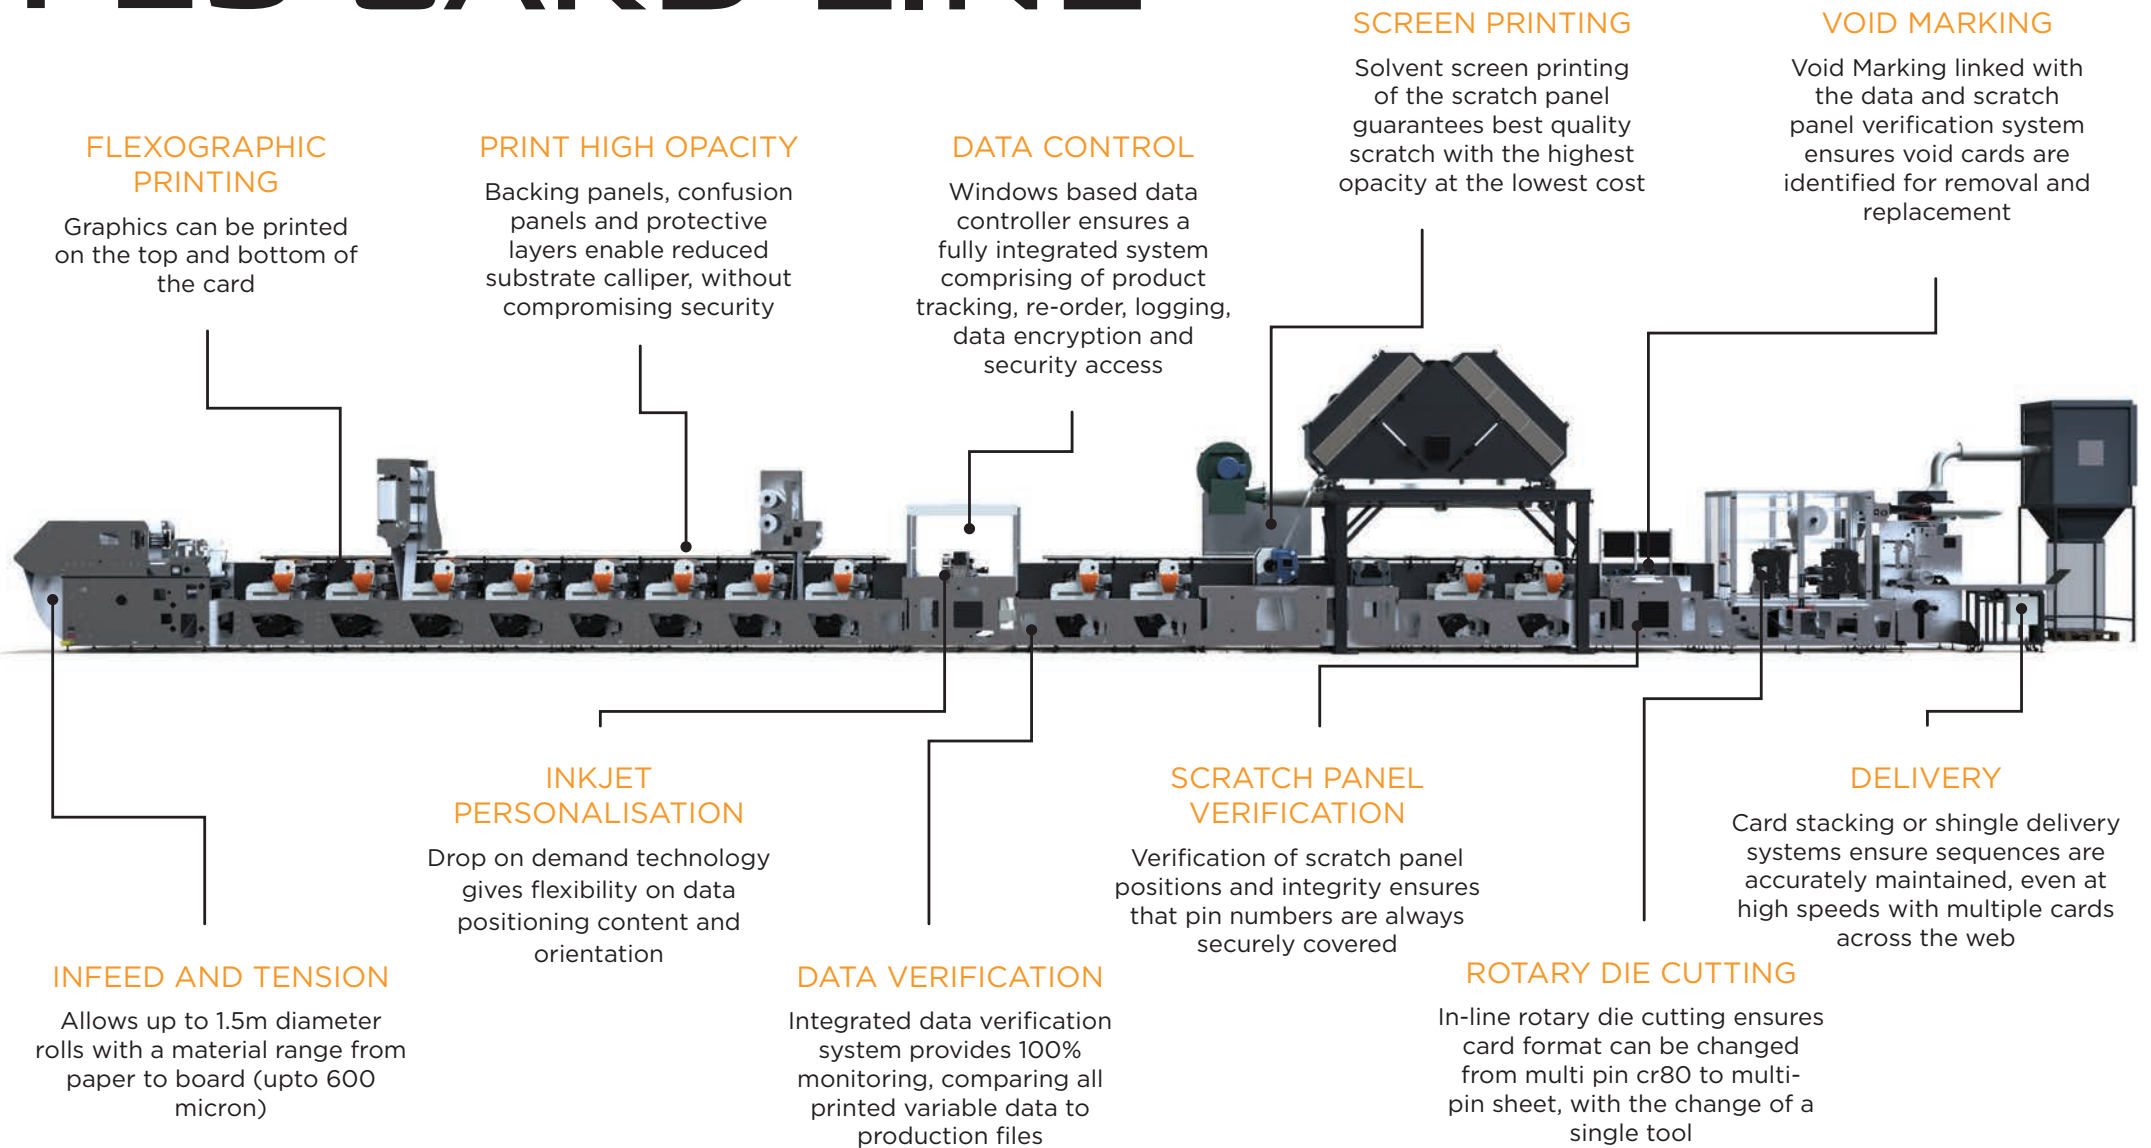 CARD LINE
SCREEN PRINTING
Solvent screen printing
of the scratch panel
guarantees best quality
scratch with the highest
opacity at the lowest cost
VOID MARKING
Void Marking linked with
the data and scratch
panel verification system
ensures void cards are
identified for removal and
replacement
FLEXOGRAPHIC
PRINTING
Graphics can be printed
on the top and bottom of
the card
PRINT HIGH OPACITY
Backing panels, confusion
panels and protective
layers enable reduced
substrate calliper, without
compromising security
DATA CONTROL
Windows based data
controller ensures a
fully integrated system
comprising of product
tracking, re-order, logging,
data encryption and
security access
INKJET
PERSONALISATION
Drop on demand technology
gives flexibility on data
positioning content and
orientation
SCRATCH PANEL
VERIFICATION
Verification of scratch panel
positions and integrity ensures
that pin numbers are always
securely covered
DELIVERY
Card stacking or shingle delivery
systems ensure sequences are
accurately maintained, even at
high speeds with multiple cards
across the web
INFEED AND TENSION
Allows up to 1.5m diameter
rolls with a material range from
paper to board (upto 600
micron)
DATA VERIFICATION
Integrated data verification
system provides 100%
monitoring, comparing all
printed variable data to
production files
ROTARY DIE CUTTING
In-line rotary die cutting ensures
card format can be changed
from multi pin cr80 to multi-
pin sheet, with the change of a
single tool